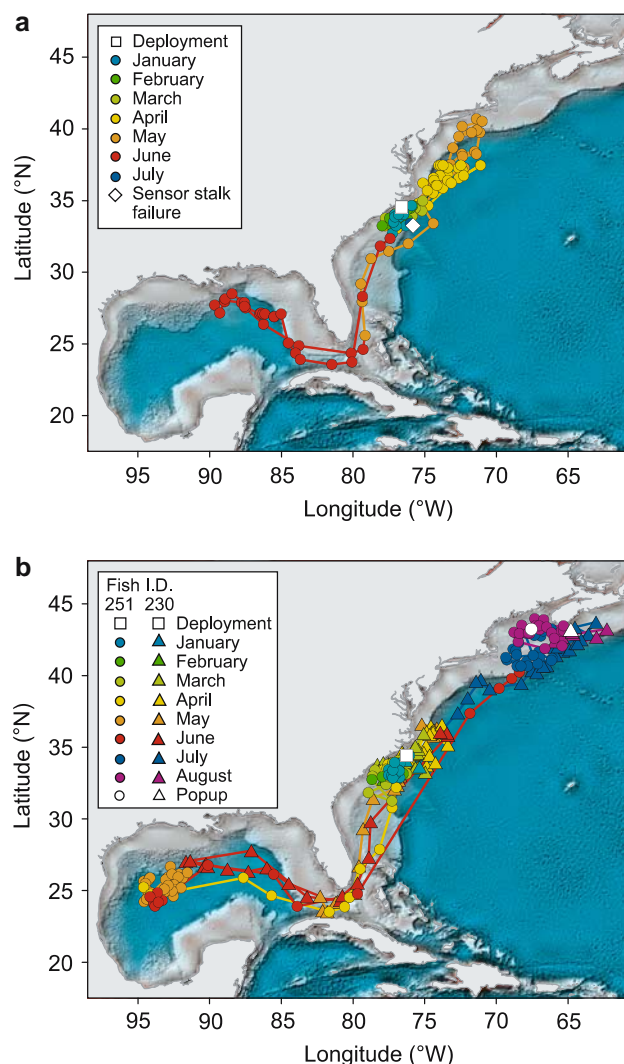 a
Deployment
January
February
March
April
May
June
July
Sensor stalk
failure
45
40
35
30
25
20
Latitude (°N)
95 90 85 80 75 70 65
Longitude (°W)
b
Fish I.D.
251 230
Deployment
January
February
March
April
May
June
July
August
Popup
45
40
35
30
25
20
Latitude (°N)
95 90 85 80 75 70 65
Longitude (°W)